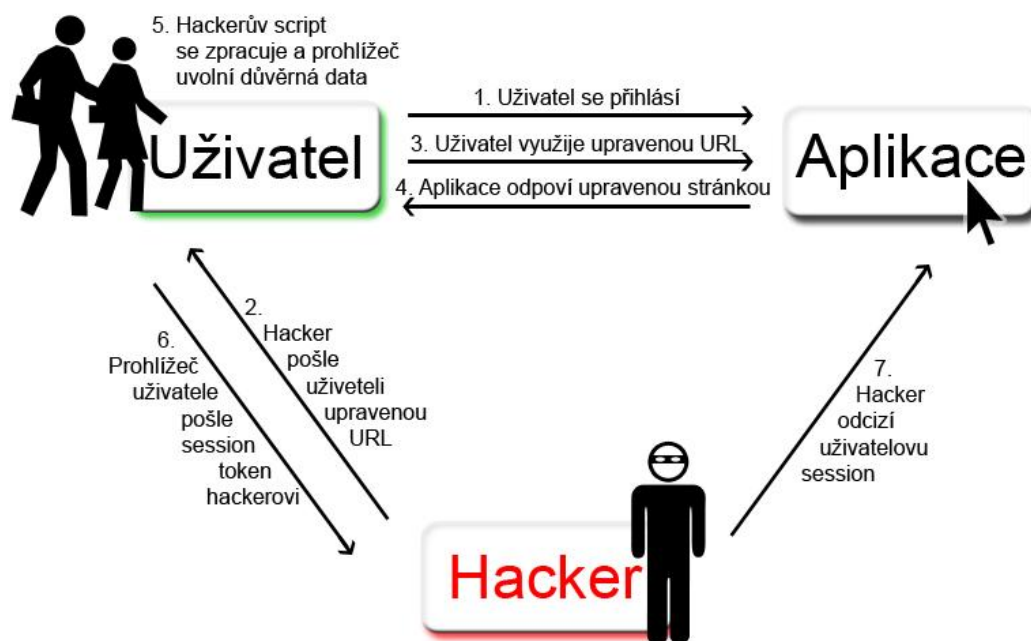 5. Hackerův script
se zpracuje a prohlížeč
uvolní důvěrná data
Uživatel
1. Uživatel se přihlásí
3. Uživatel využije upravenou URL
4. Aplikace odpoví upravenou stránkou
Aplikace
2.
Hacker
pošle
uživeteli
upravenou
URL
6.
Prohlížeč
uživatele
pošle
session
token
hackerovi
7.
Hacker
odcizí
uživatelovu
session
Hacker